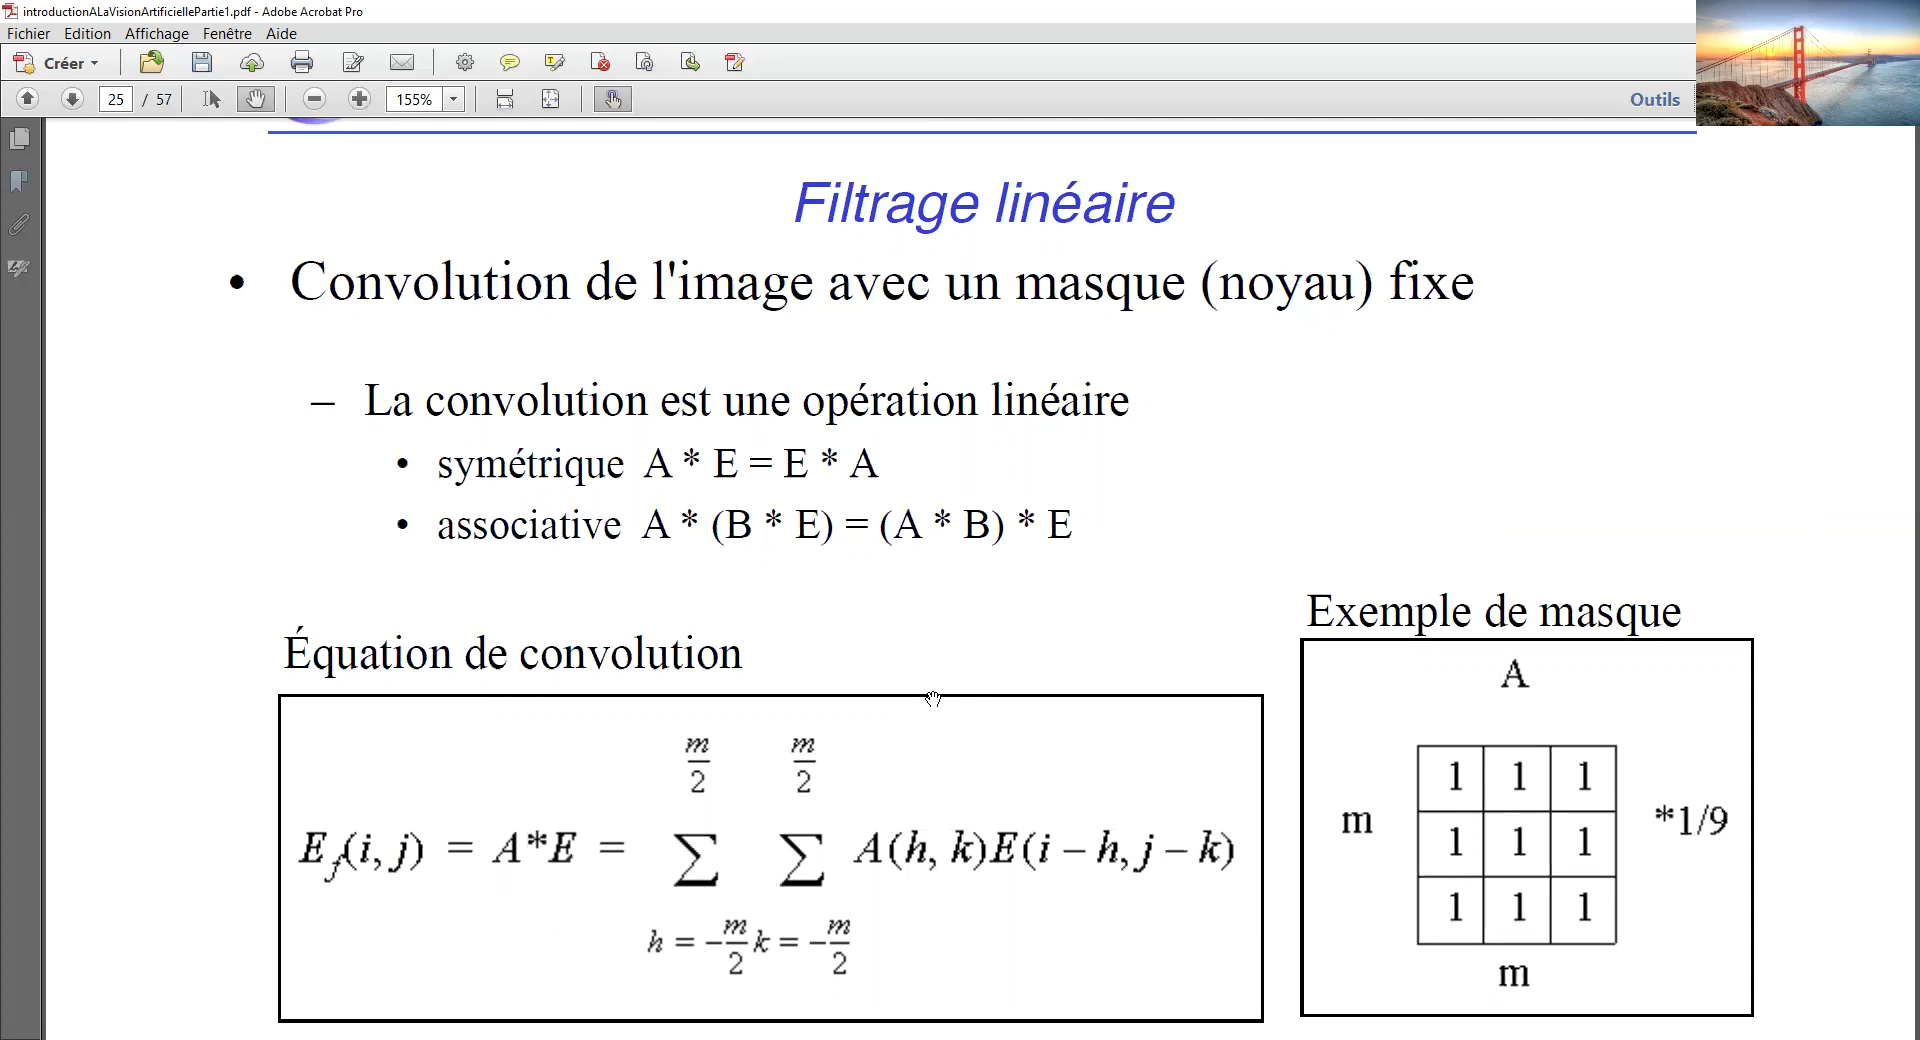 introductionALaVisionArtificiellePartie1.pdf - Adobe Acrobat Pro
Fichier Edition Affichage Fenêtre Aide
Créer
25 / 57 155% Outils
Filtrage linéaire
• Convolution de l'image avec un masque (noyau) fixe
– La convolution est une opération linéaire
• symétrique A * E = E * A
• associative A * (B * E) = (A * B) * E
Équation de convolution
m/2 m/2
E_f(i, j) = A*E = ∑ ∑ A(h, k)E(i – h, j – k)
h = -m/2 k = -m/2
Exemple de masque
A
1 1 1
m 1 1 1 *1/9
1 1 1
m